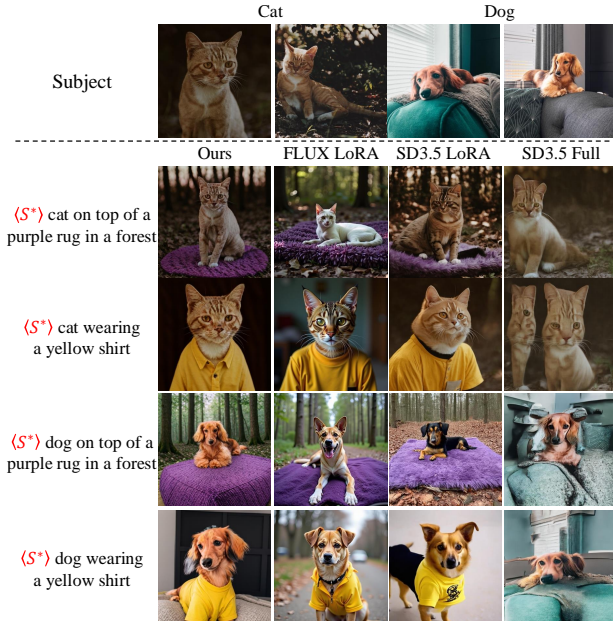 Cat Dog
Subject
Ours FLUX LoRA SD3.5 LoRA SD3.5 Full
⟨S*⟩ cat on top of a
purple rug in a forest
⟨S*⟩ cat wearing
a yellow shirt
⟨S*⟩ dog on top of a
purple rug in a forest
⟨S*⟩ dog wearing
a yellow shirt